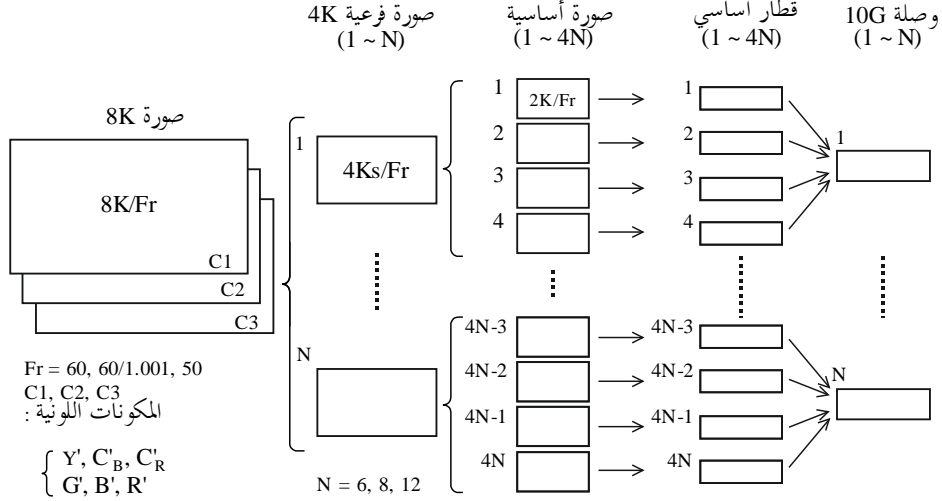 صورة فرعية 4K
(1 ~ N)
صورة أساسية
(1 ~ 4N)
قطار اساسي
(1 ~ 4N)
وصلة 10G
(1 ~ N)
صورة 8K
8K/Fr
C1
C2
C3
1
4Ks/Fr
N
1
2K/Fr
2
3
4
4N-3
4N-2
4N-1
4N
1
2
3
4
4N-3
4N-2
4N-1
4N
1
N
Fr = 60, 60/1.001, 50
C1, C2, C3
المكونات اللونية :
Y', C'B, C'R
G', B', R'
N = 6, 8, 12